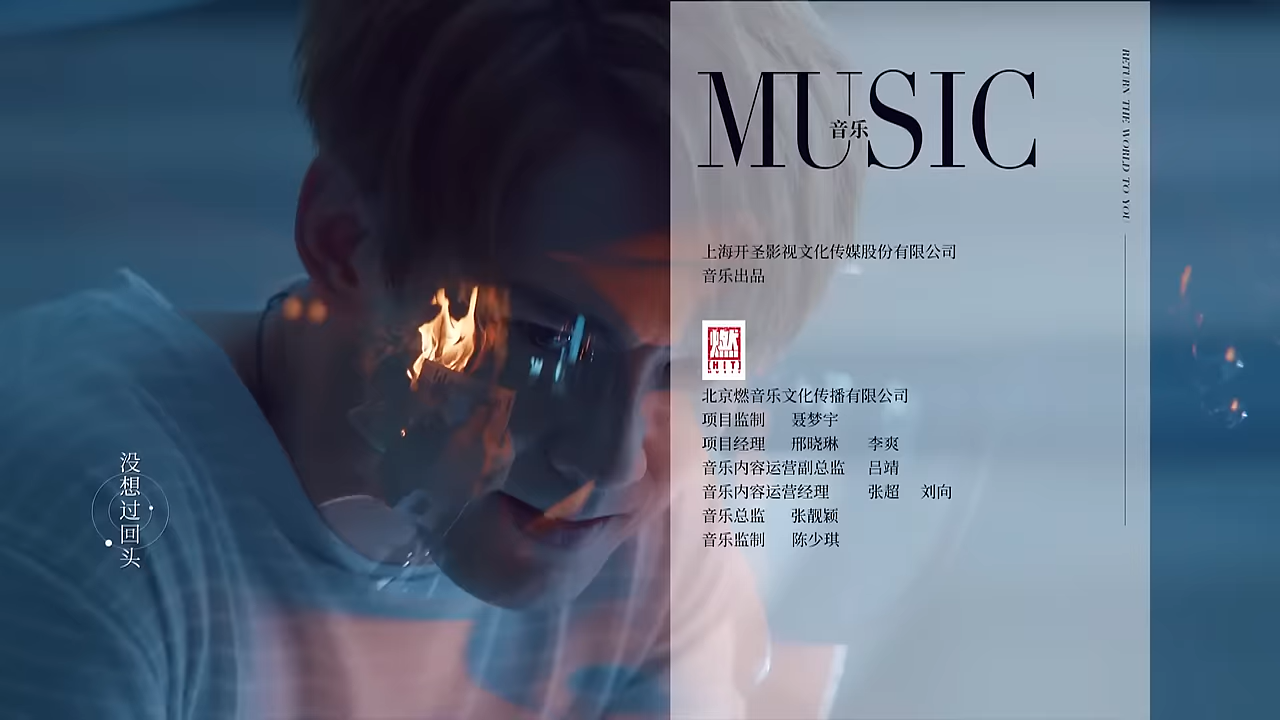 MUSIC
音乐
RETURN THE WORLD TO YOU
上海开圣影视文化传媒股份有限公司
音乐出品
燃
HIT
MUSIC
北京燃音乐文化传播有限公司
项目监制 聂梦宇
项目经理 邢晓琳 李爽
音乐内容运营副总监 吕靖
音乐内容运营经理 张超 刘向
音乐总监 张靓颖
音乐监制 陈少琪
没想过回头